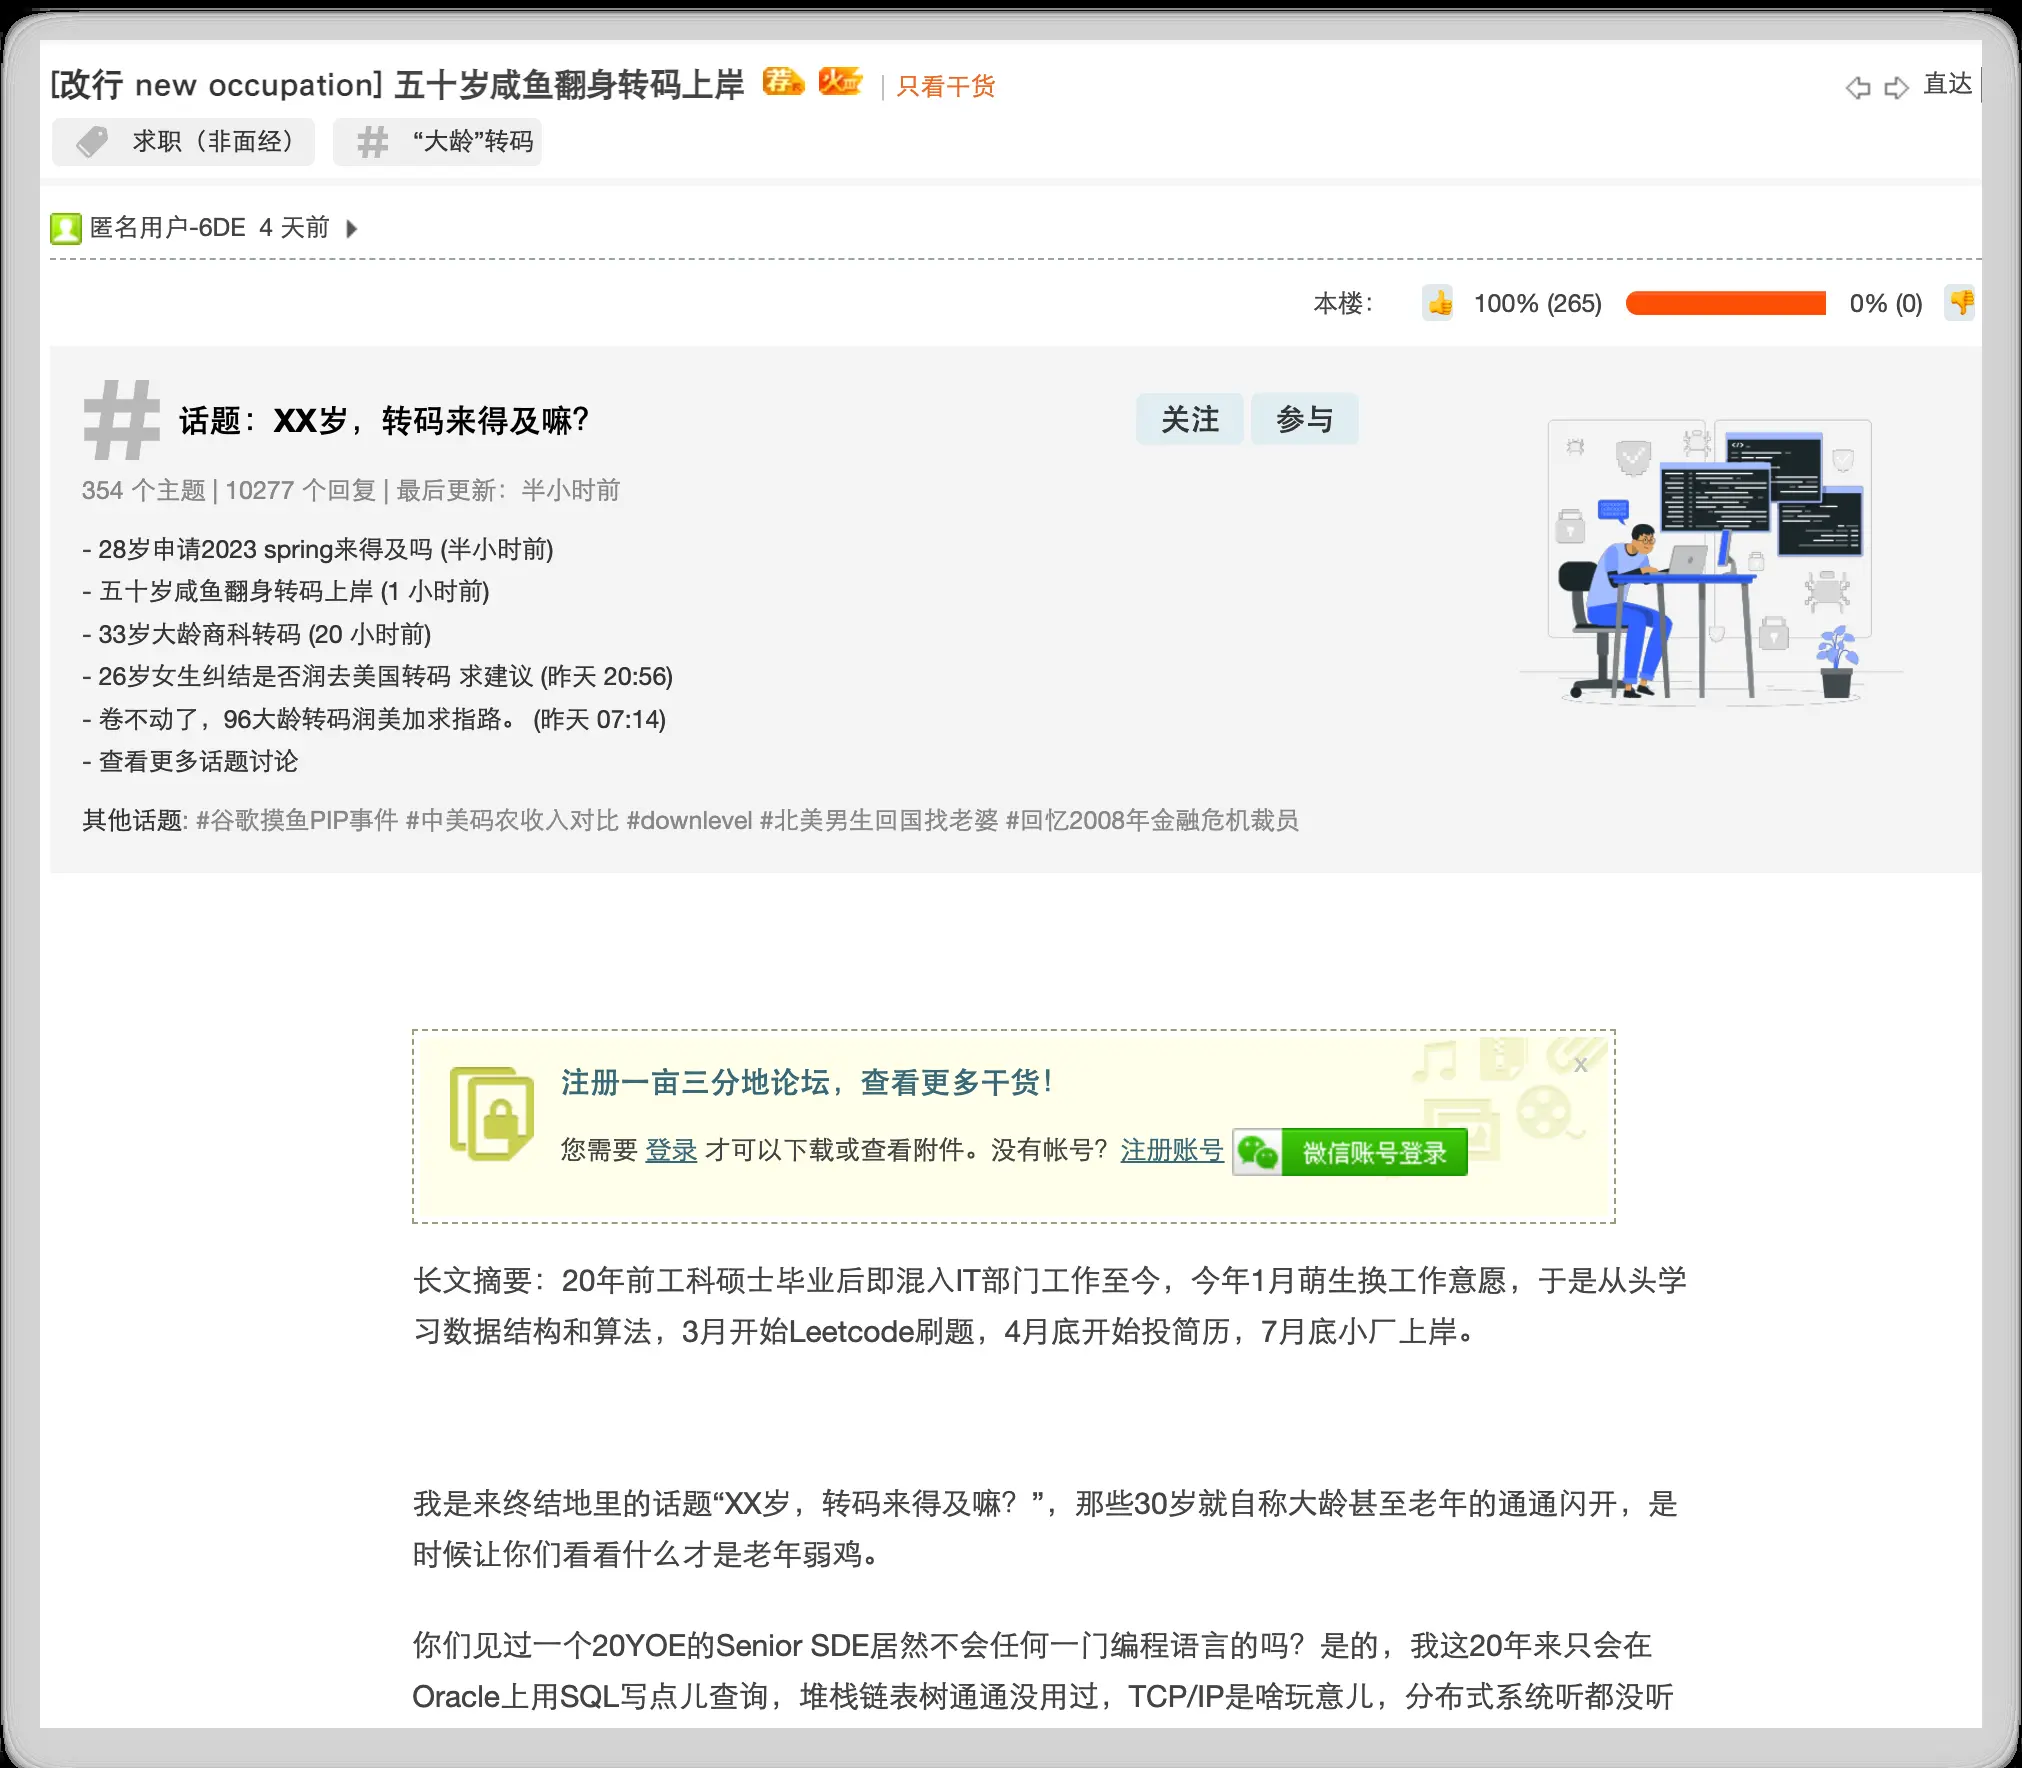 [改行 new occupation] 五十岁咸鱼翻身转码上岸 荐 火 | 只看干货
直达
求职（非面经）
# “大龄”转码
匿名用户-6DE 4 天前
本楼： 100% (265) 0% (0)
# 话题：XX岁，转码来得及嘛？
关注 参与
354 个主题 | 10277 个回复 | 最后更新：半小时前
- 28岁申请2023 spring来得及吗 (半小时前)
- 五十岁咸鱼翻身转码上岸 (1 小时前)
- 33岁大龄商科转码 (20 小时前)
- 26岁女生纠结是否润去美国转码 求建议 (昨天 20:56)
- 卷不动了，96大龄转码润美加求指路。 (昨天 07:14)
- 查看更多话题讨论
其他话题: #谷歌摸鱼PIP事件 #中美码农收入对比 #downlevel #北美男生回国找老婆 #回忆2008年金融危机裁员
注册一亩三分地论坛，查看更多干货！
x
您需要 登录 才可以下载或查看附件。没有帐号？注册账号 微信账号登录
长文摘要：20年前工科硕士毕业后即混入IT部门工作至今，今年1月萌生换工作意愿，于是从头学
习数据结构和算法，3月开始Leetcode刷题，4月底开始投简历，7月底小厂上岸。
我是来终结地里的话题“XX岁，转码来得及嘛？”，那些30岁就自称大龄甚至老年的通通闪开，是
时候让你们看看什么才是老年弱鸡。
你们见过一个20YOE的Senior SDE居然不会任何一门编程语言的吗？是的，我这20年来只会在
Oracle上用SQL写点儿查询，堆栈链表树通通没用过，TCP/IP是啥玩意儿，分布式系统听都没听